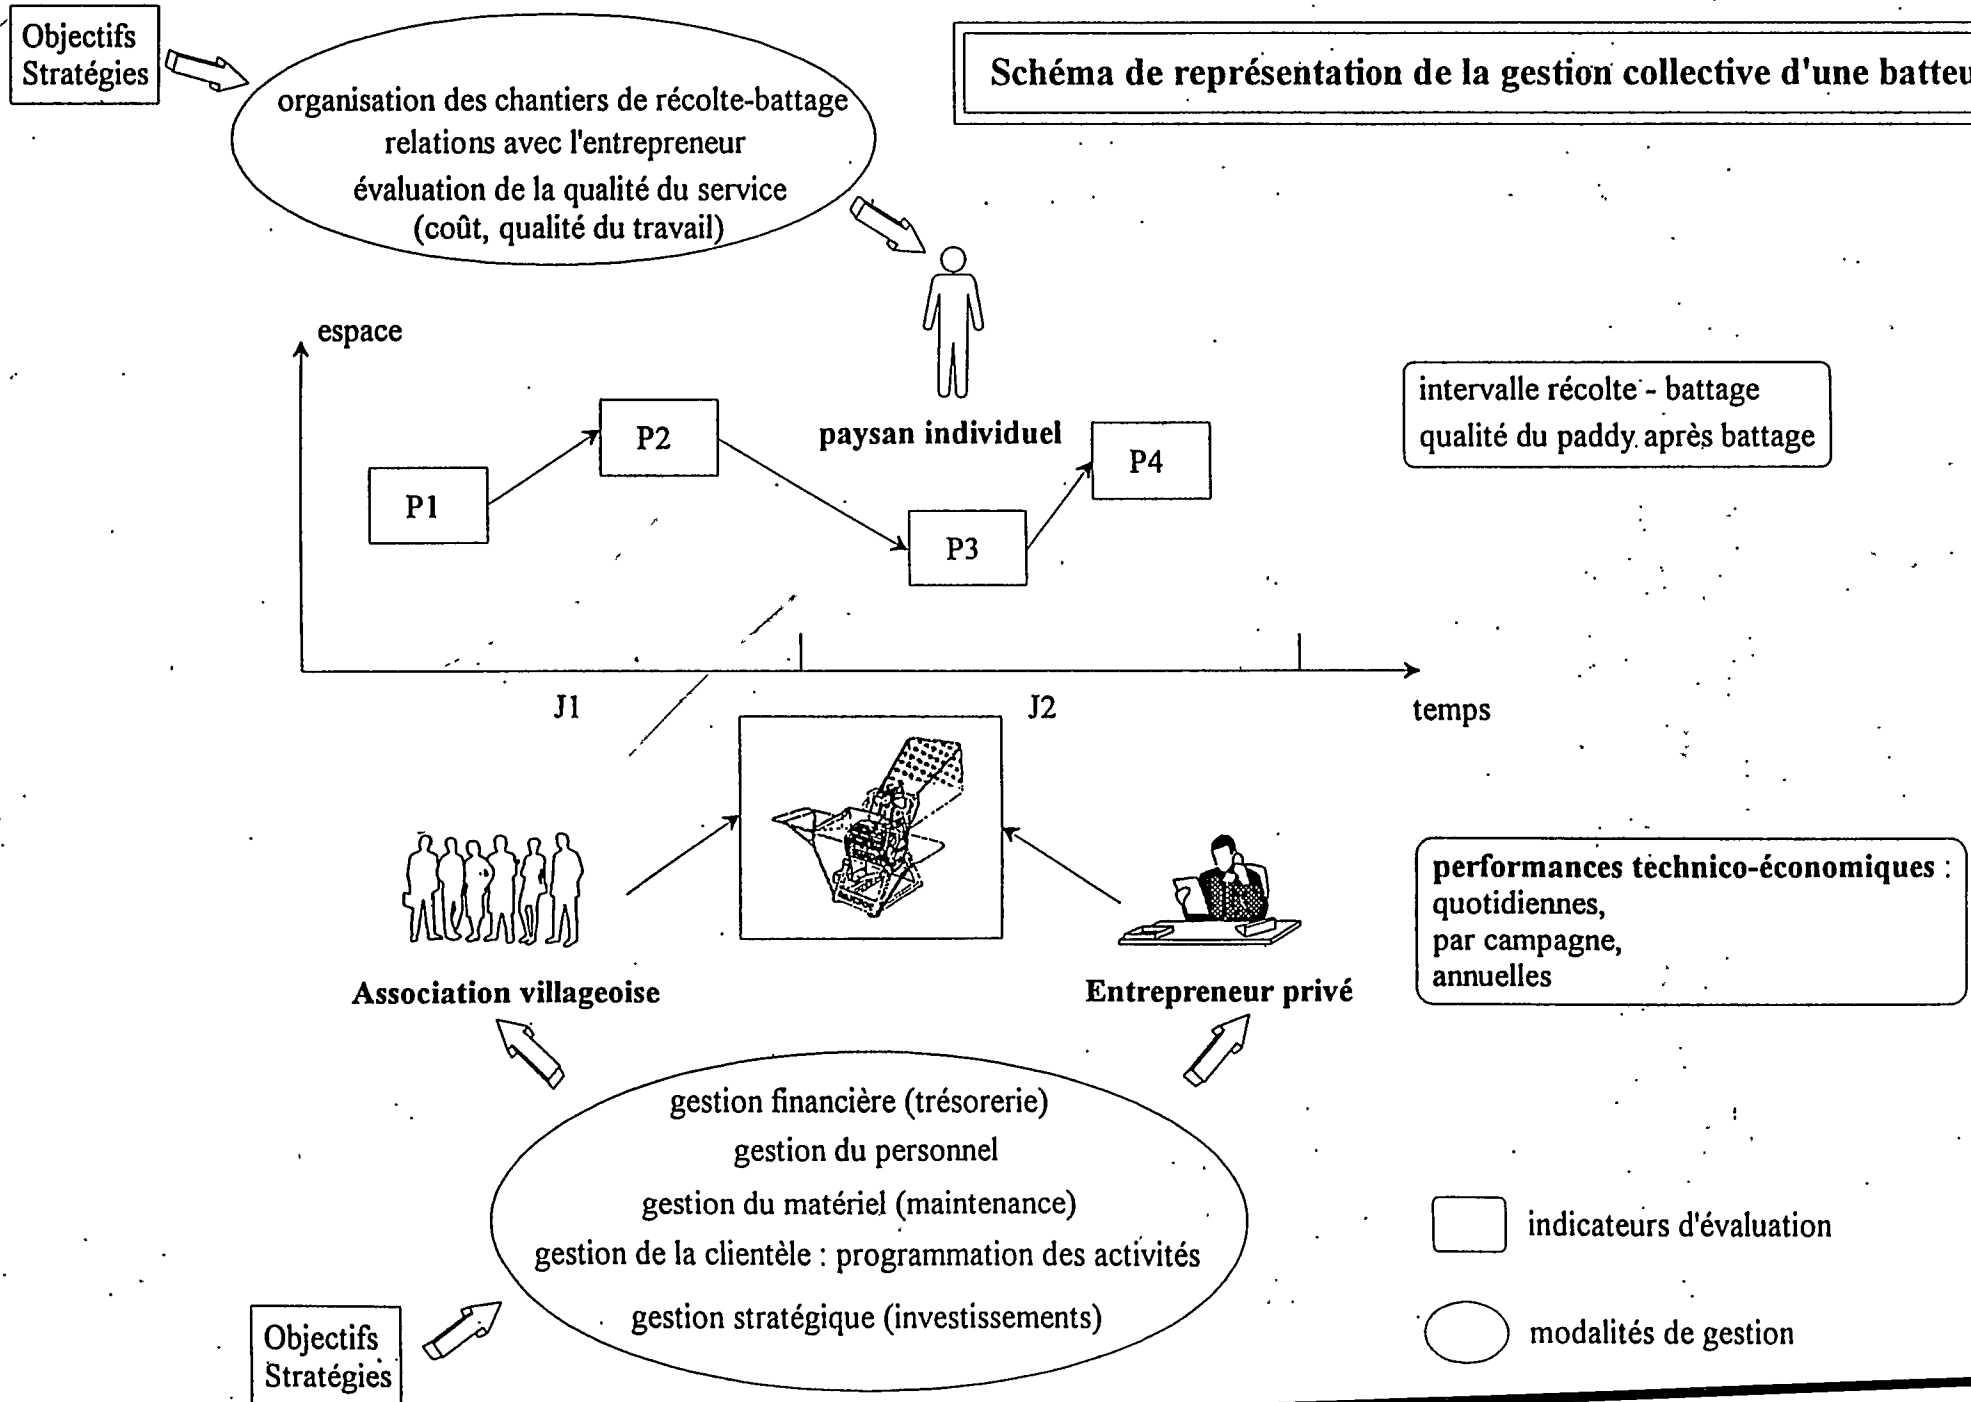 Objectifs
Stratégies
Schéma de représentation de la gestion collective d'une batteu
organisation des chantiers de récolte-battage
relations avec l'entrepreneur
évaluation de la qualité du service
(coût, qualité du travail)
espace
intervalle récolte - battage
qualité du paddy après battage
paysan individuel
P1
P2
P3
P4
J1
J2
temps
performances technico-économiques :
quotidiennes,
par campagne,
annuelles
Association villageoise
Entrepreneur privé
gestion financière (trésorerie)
gestion du personnel
gestion du matériel (maintenance)
gestion de la clientèle : programmation des activités
gestion stratégique (investissements)
Objectifs
Stratégies
indicateurs d'évaluation
modalités de gestion